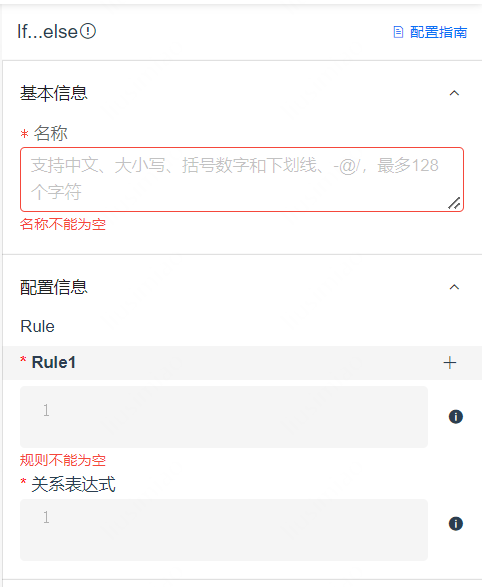 If...else
配置指南
基本信息
* 名称
支持中文、大小写、括号数字和下划线、-@/，最多128
个字符
名称不能为空
配置信息
Rule
* Rule1
1
规则不能为空
* 关系表达式
1